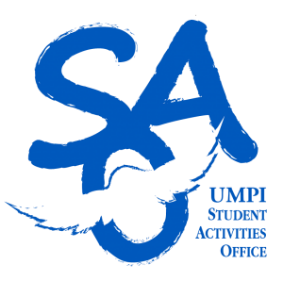 SA
O
UMPI
STUDENT
ACTIVITIES
OFFICE